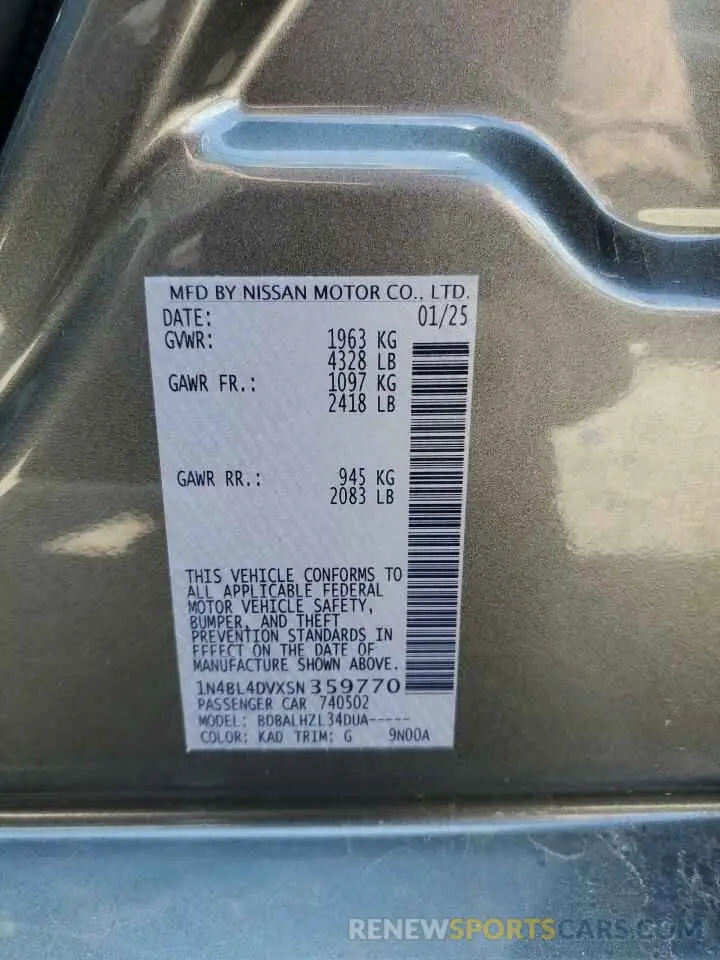 MFD BY NISSAN MOTOR CO., LTD.
DATE: 01/25
GVWR: 1963 KG
4328 LB
GAWR FR.: 1097 KG
2418 LB
GAWR RR.: 945 KG
2083 LB
THIS VEHICLE CONFORMS TO
ALL APPLICABLE FEDERAL
MOTOR VEHICLE SAFETY,
BUMPER, AND THEFT
PREVENTION STANDARDS IN
EFFECT ON THE DATE OF
MANUFACTURE SHOWN ABOVE.
1N4BL4DVXSN359770
PASSENGER CAR 740502
MODEL: BDBALHZL34DUA-----
COLOR: KAD TRIM: G 9N00A
RENEWSPORTSCARS.COM